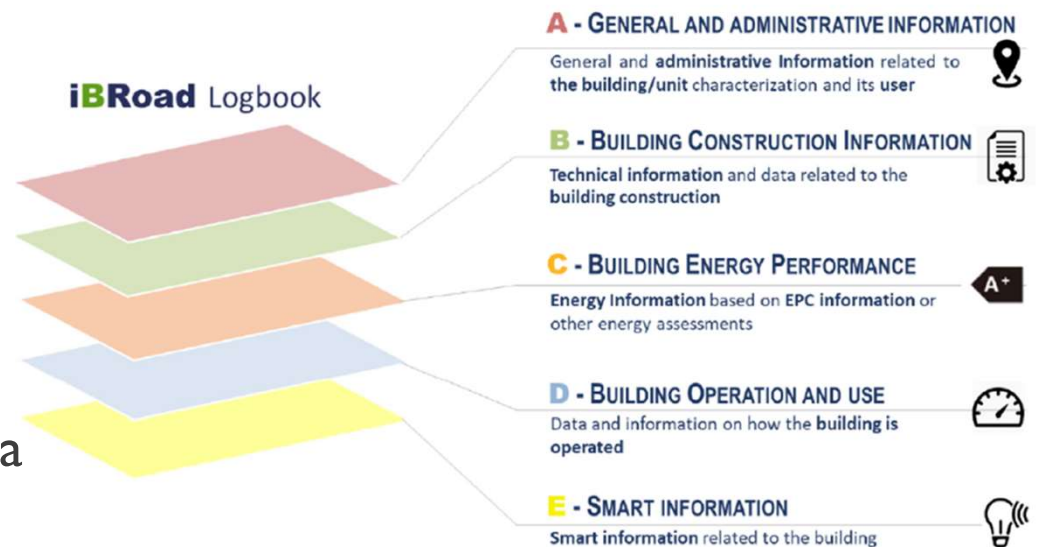 iBRoad Logbook
A - GENERAL AND ADMINISTRATIVE INFORMATION
General and administrative Information related to
the building/unit characterization and its user
B - BUILDING CONSTRUCTION INFORMATION
Technical information and data related to the
building construction
C - BUILDING ENERGY PERFORMANCE
Energy Information based on EPC information or
other energy assessments
A+
D - BUILDING OPERATION AND USE
Data and information on how the building is
operated
a
E - SMART INFORMATION
Smart information related to the building